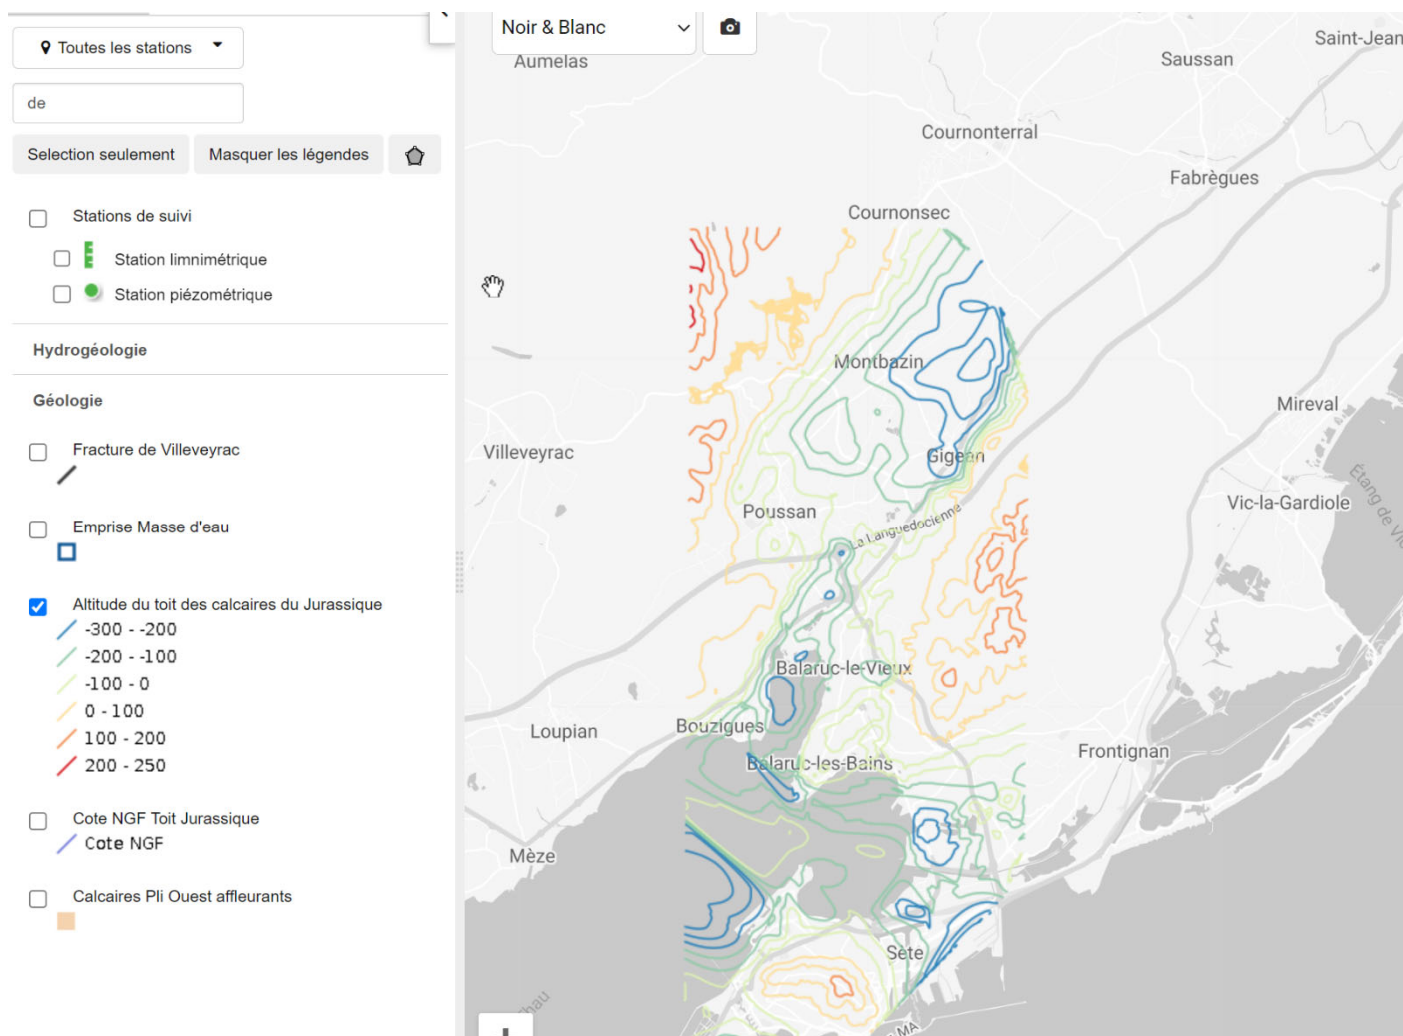 Toutes les stations
de
Selection seulement
Masquer les légendes
Stations de suivi
Station limnimétrique
Station piézométrique
Hydrogéologie
Géologie
Fracture de Villeveyrac
Emprise Masse d'eau
Altitude du toit des calcaires du Jurassique
-300 - -200
-200 - -100
-100 - 0
0 - 100
100 - 200
200 - 250
Cote NGF Toit Jurassique
Cote NGF
Calcaires Pli Ouest affleurants
Noir & Blanc
Aumelas
Saint-Jean
Saussan
Cournonterral
Fabrègues
Cournonsec
Montbazin
Mireval
Villeveyrac
Gigean
Étang de Vic
Vic-la-Gardiole
Poussan
La Languedocienne
Balaruc-le-Vieux
Bouzigues
Loupian
Balaruc-les-Bains
Frontignan
Mèze
Sète
Thau
MA